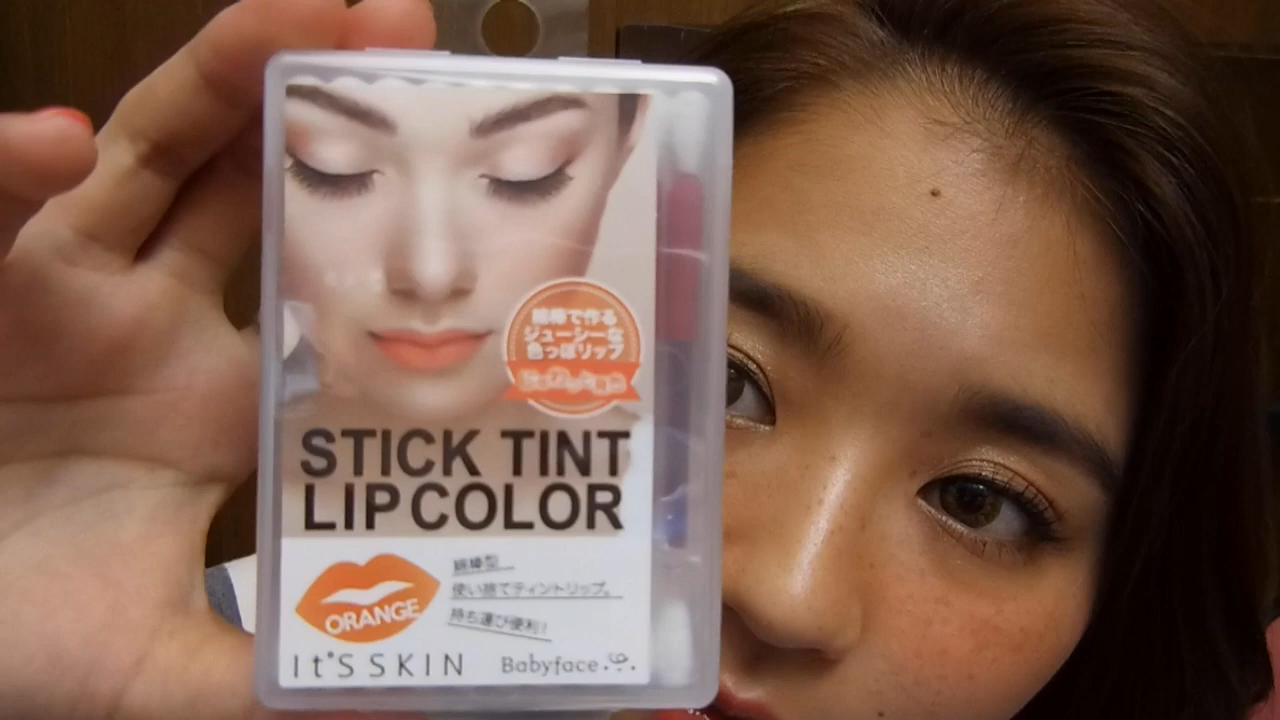 綿棒で作る
ジューシーな
色っぽリップ
STICK TINT
LIP COLOR
綿棒型
使い捨てティントリップ。
持ち運び便利!
ORANGE
It'S SKIN Babyface